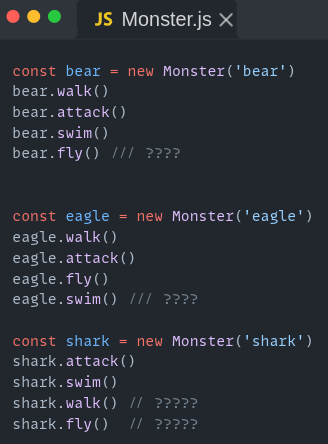 JS Monster.js ×
const bear = new Monster('bear')
bear.walk()
bear.attack()
bear.swim()
bear.fly() /// ????
const eagle = new Monster('eagle')
eagle.walk()
eagle.attack()
eagle.fly()
eagle.swim() /// ????
const shark = new Monster('shark')
shark.attack()
shark.swim()
shark.walk() // ?????
shark.fly()  // ?????